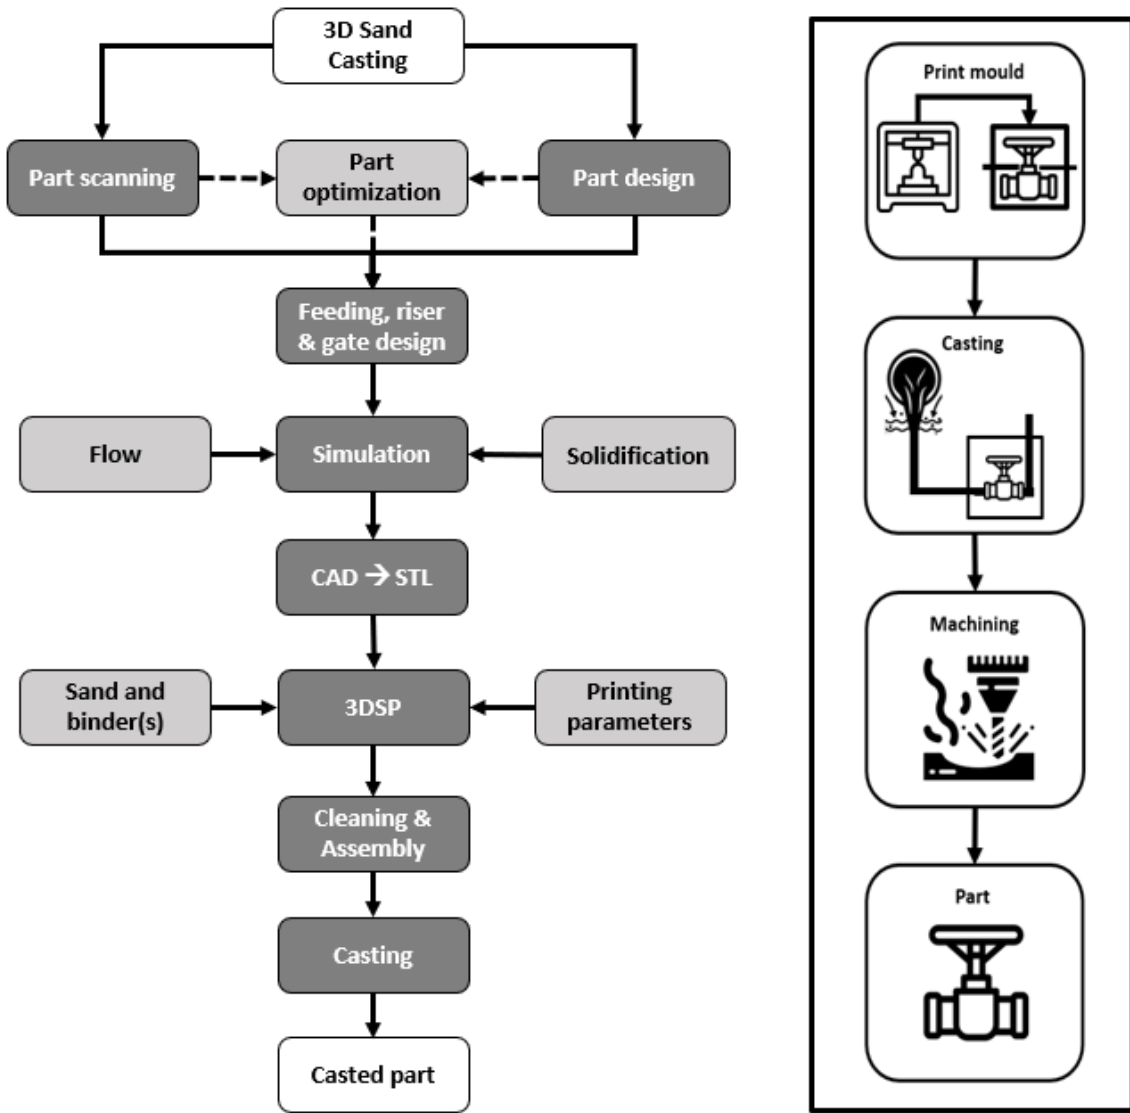 3D Sand
Casting
Part scanning
Part
optimization
Part design
Feeding, riser
& gate design
Flow
Simulation
Solidification
CAD → STL
Sand and
binder(s)
3DSP
Printing
parameters
Cleaning &
Assembly
Casting
Casted part
Print mould
Casting
Machining
Part